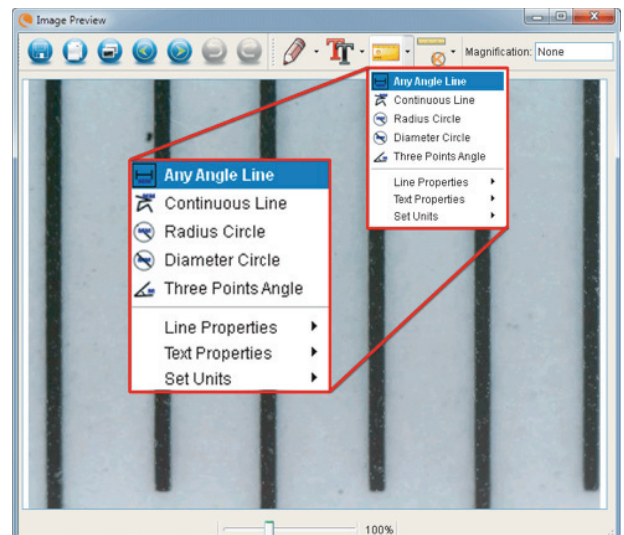 Image Preview
Magnification: None
Any Angle Line
Continuous Line
Radius Circle
Diameter Circle
Three Points Angle
Line Properties
Text Properties
Set Units
Any Angle Line
Continuous Line
Radius Circle
Diameter Circle
Three Points Angle
Line Properties
Text Properties
Set Units
100%